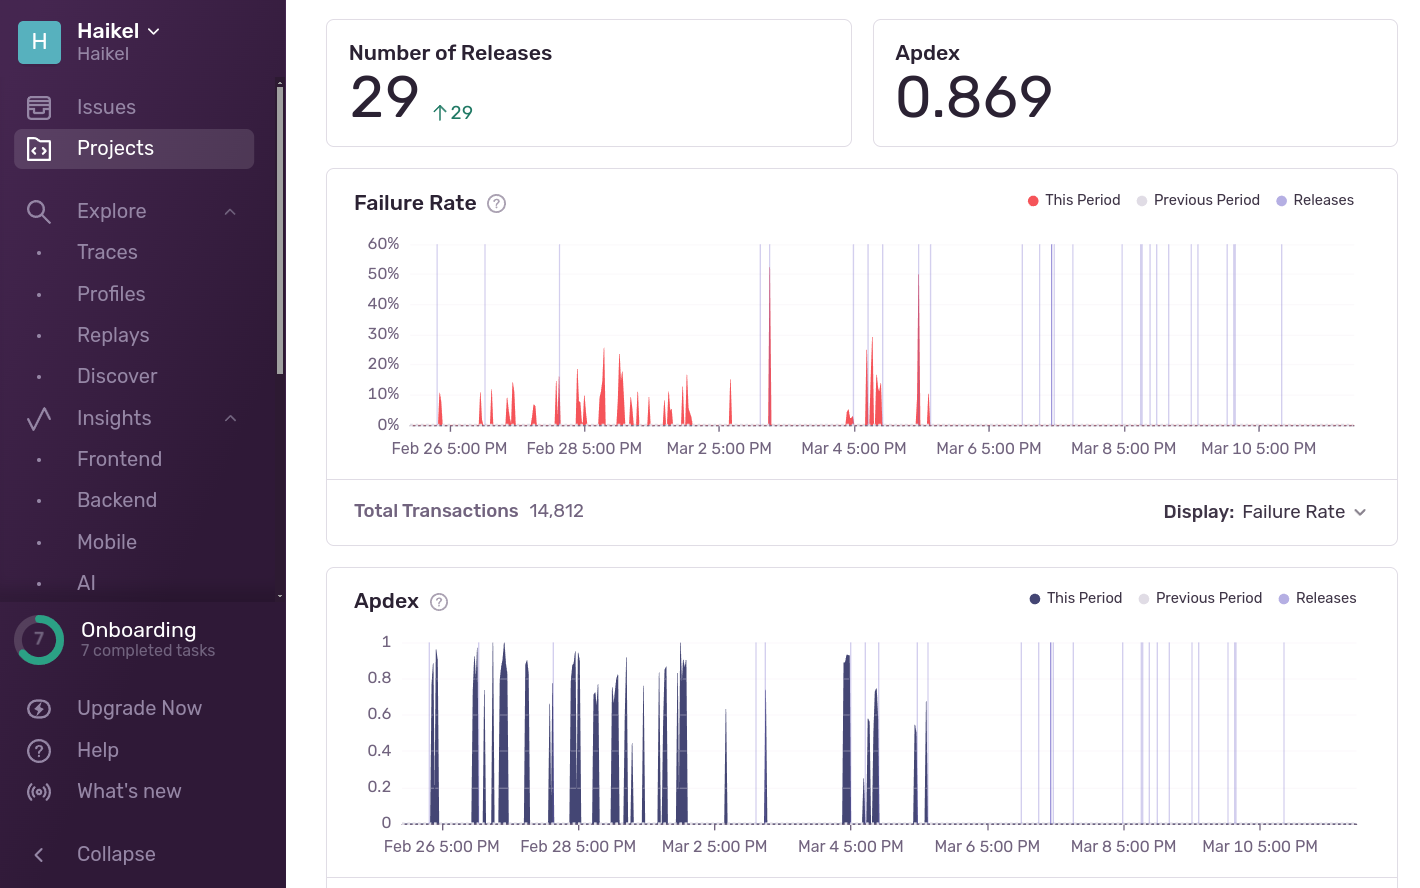 H
Haikel
Haikel
Issues
Projects
Explore
Traces
Profiles
Replays
Discover
Insights
Frontend
Backend
Mobile
AI
7
Onboarding
7 completed tasks
Upgrade Now
Help
What's new
Collapse
Number of Releases
29 ↑29
Apdex
0.869
Failure Rate ?
This Period Previous Period Releases
60%
50%
40%
30%
20%
10%
0%
Feb 26 5:00 PM Feb 28 5:00 PM Mar 2 5:00 PM Mar 4 5:00 PM Mar 6 5:00 PM Mar 8 5:00 PM Mar 10 5:00 PM
Total Transactions 14,812
Display: Failure Rate
Apdex ?
This Period Previous Period Releases
1
0.8
0.6
0.4
0.2
0
Feb 26 5:00 PM Feb 28 5:00 PM Mar 2 5:00 PM Mar 4 5:00 PM Mar 6 5:00 PM Mar 8 5:00 PM Mar 10 5:00 PM